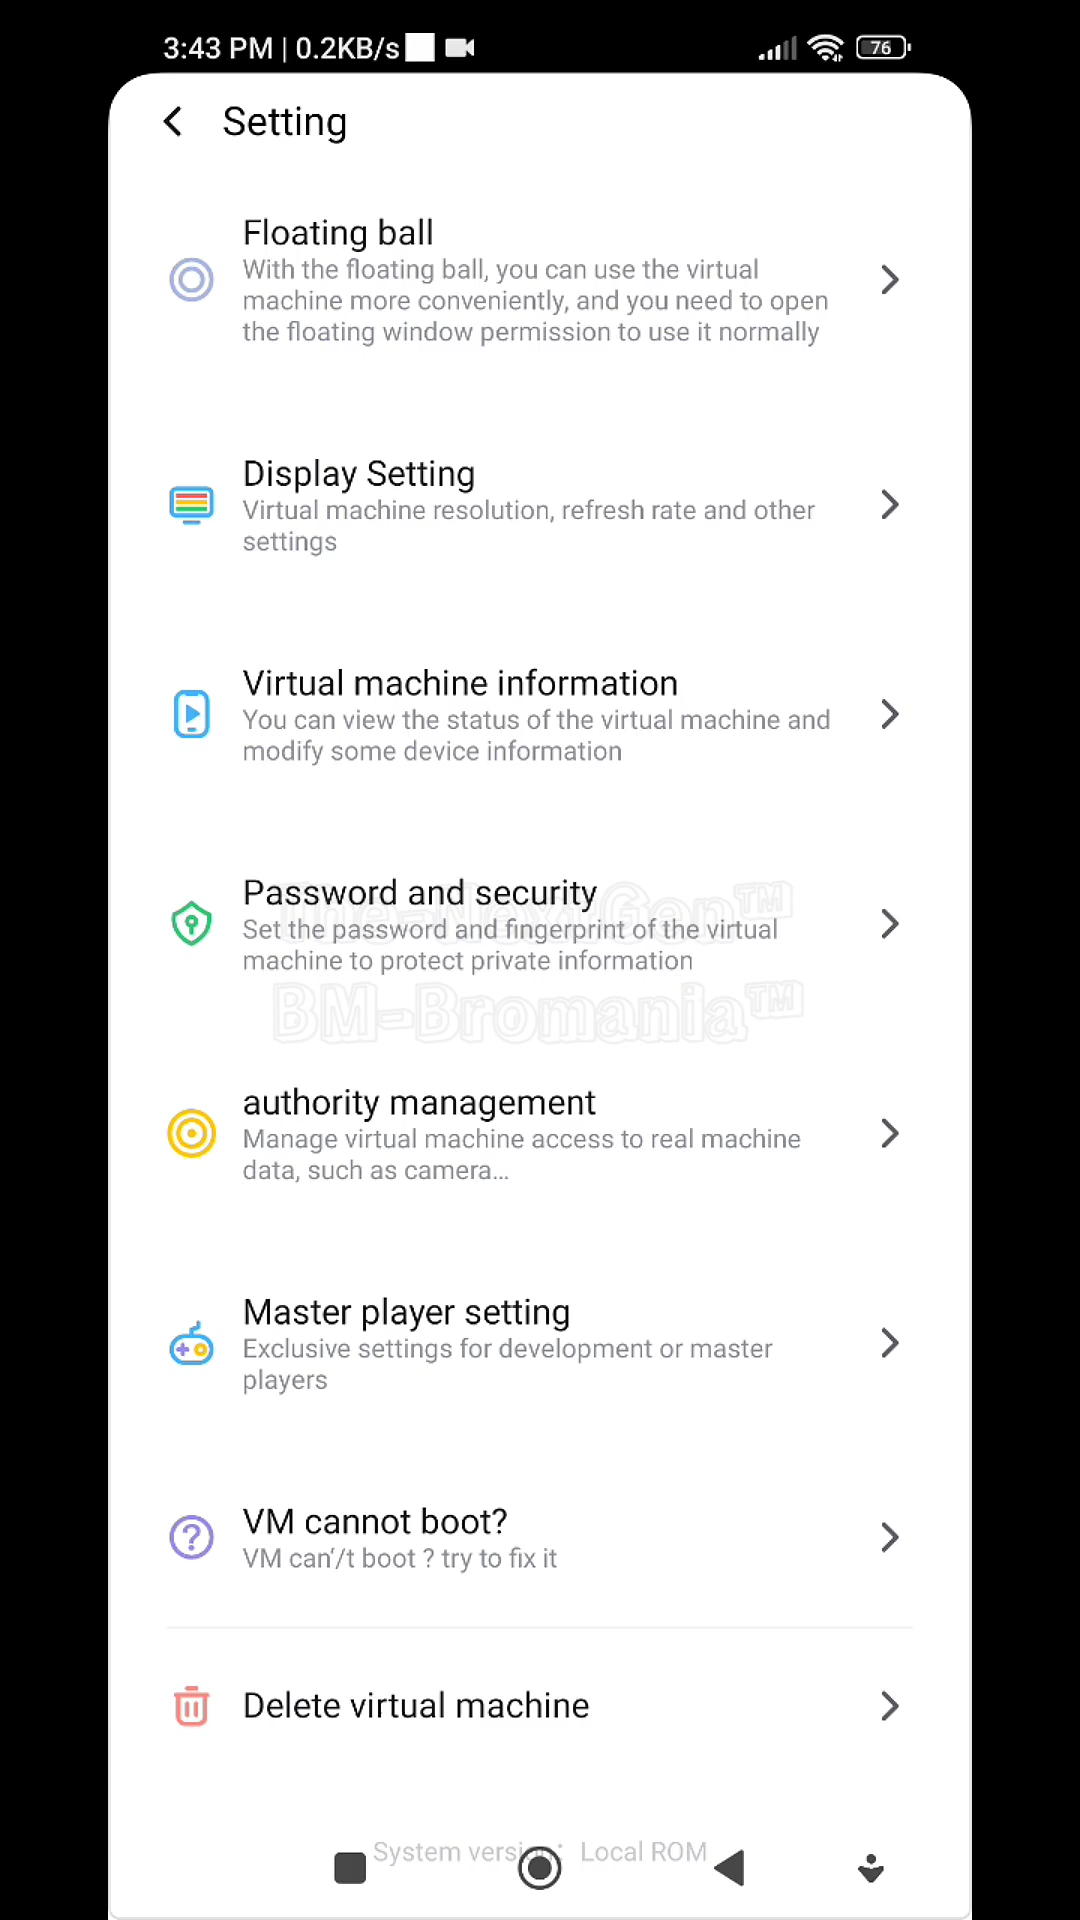 3:43 PM | 0.2KB/s
76
Setting
Floating ball
With the floating ball, you can use the virtual
machine more conveniently, and you need to open
the floating window permission to use it normally
Display Setting
Virtual machine resolution, refresh rate and other
settings
Virtual machine information
You can view the status of the virtual machine and
modify some device information
Password and security
The-NextGen™
Set the password and fingerprint of the virtual
machine to protect private information
BM-Bromania™
authority management
Manage virtual machine access to real machine
data, such as camera...
Master player setting
Exclusive settings for development or master
players
VM cannot boot?
VM can'/t boot ? try to fix it
Delete virtual machine
System version: Local ROM